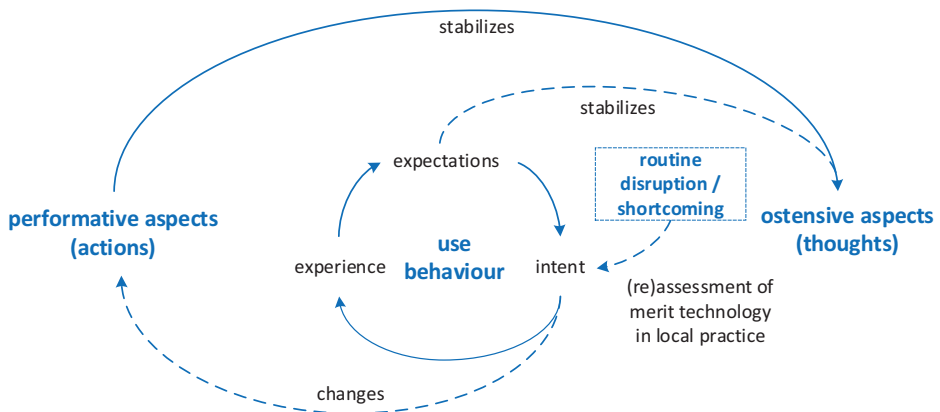 stabilizes
stabilizes
expectations
routine
disruption /
shortcoming
performative aspects
(actions)
ostensive aspects
(thoughts)
use
behaviour
experience
intent
(re)assessment of
merit technology
in local practice
changes